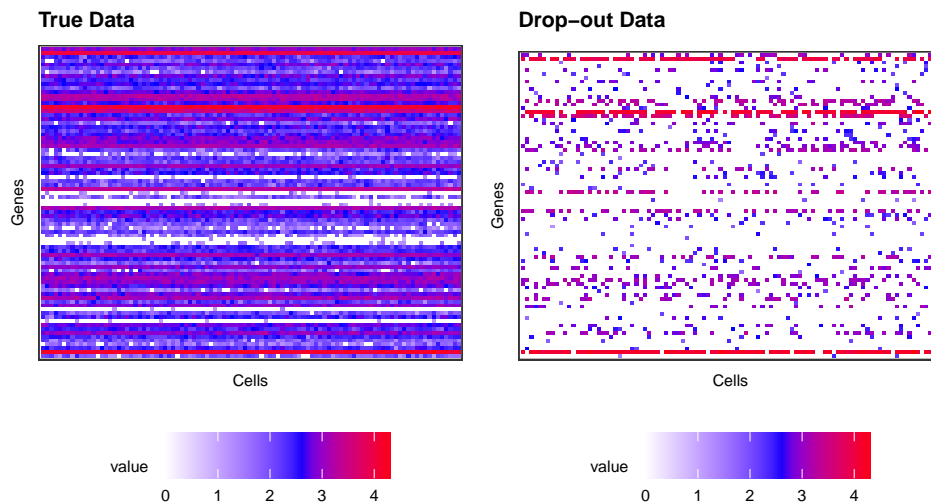 True Data
Drop−out Data
Genes
Genes
Cells
Cells
value
0 1 2 3 4
value
0 1 2 3 4